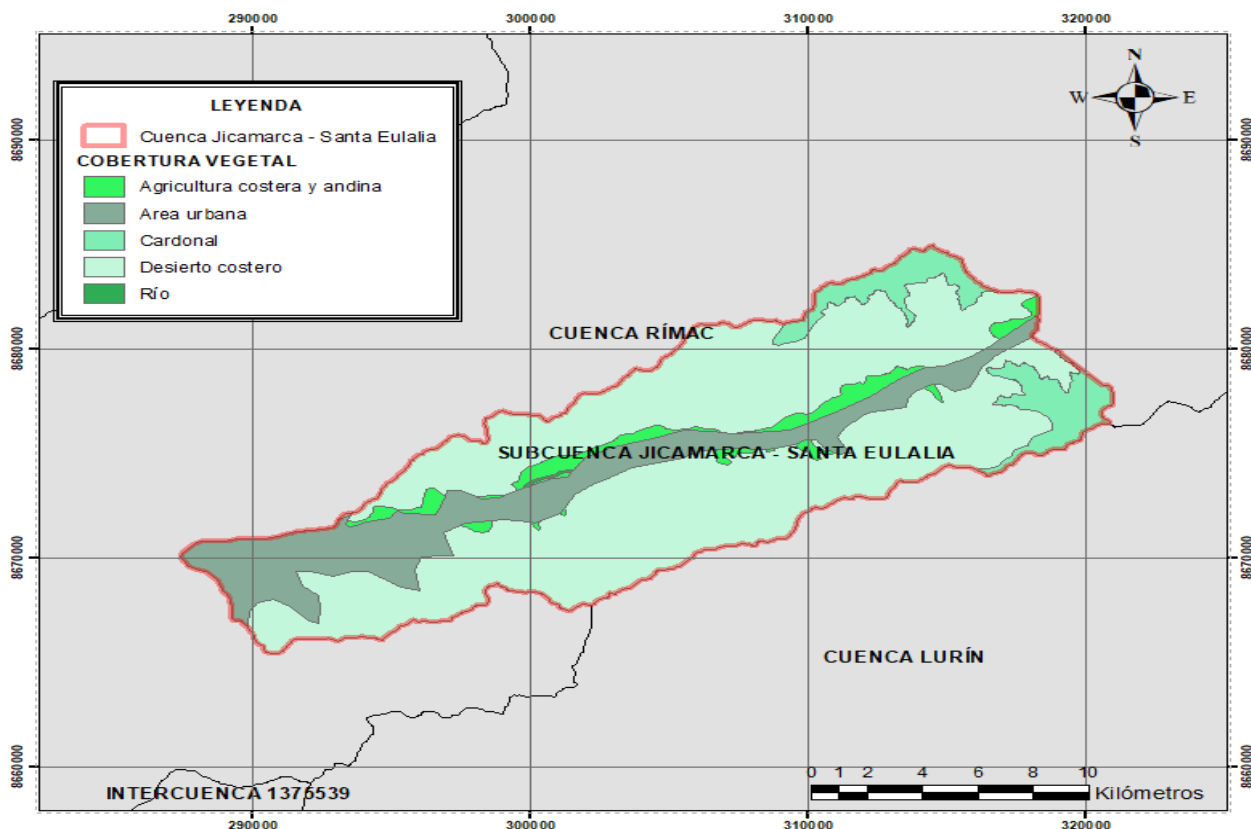 290000 300000 310000 320000
N
W E
S
LEYENDA
Cuenca Jicamarca - Santa Eulalia
COBERTURA VEGETAL
Agricultura costera y andina
Area urbana
Cardonal
Desierto costero
Río
8690000 8690000
CUENCA RÍMAC
8680000 8680000
SUBCUENCA JICAMARCA - SANTA EULALIA
8670000 8670000
CUENCA LURÍN
8660000 8660000
0 1 2 4 6 8 10
Kilómetros
INTERCUENCA 1375539
290000 300000 310000 320000